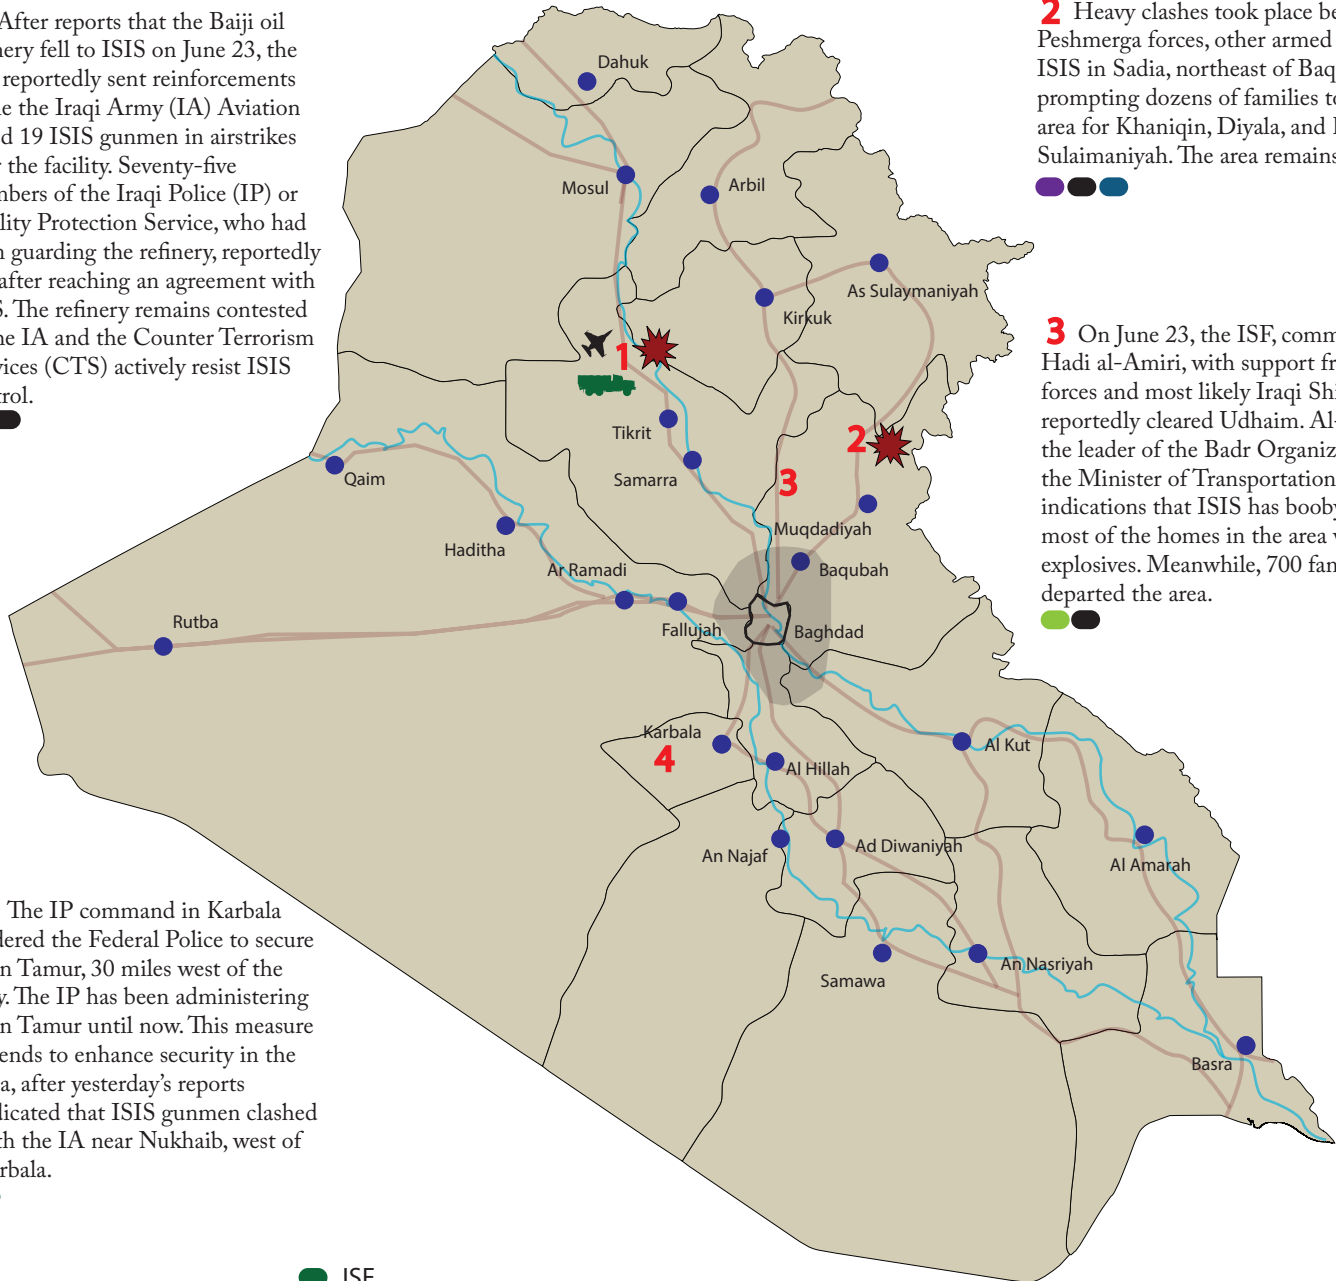 After reports that the Baiji oil
nery fell to ISIS on June 23, the
reportedly sent reinforcements
le the Iraqi Army (IA) Aviation
d 19 ISIS gunmen in airstrikes
r the facility. Seventy-five
mbers of the Iraqi Police (IP) or
ility Protection Service, who had
n guarding the refinery, reportedly
after reaching an agreement with
S. The refinery remains contested
he IA and the Counter Terrorism
vices (CTS) actively resist ISIS
trol.
2 Heavy clashes took place be
Peshmerga forces, other armed
ISIS in Sadia, northeast of Baq
prompting dozens of families to
area for Khaniqin, Diyala, and
Sulaimaniyah. The area remains
3 On June 23, the ISF, comm
Hadi al-Amiri, with support fr
forces and most likely Iraqi Shi
reportedly cleared Udhaim. Al-
the leader of the Badr Organiz
the Minister of Transportation
indications that ISIS has booby
most of the homes in the area w
explosives. Meanwhile, 700 fam
departed the area.
The IP command in Karbala
dered the Federal Police to secure
n Tamur, 30 miles west of the
y. The IP has been administering
n Tamur until now. This measure
ends to enhance security in the
a, after yesterday's reports
dicated that ISIS gunmen clashed
th the IA near Nukhaib, west of
rbala.
Dahuk
Mosul
Arbil
As Sulaymaniyah
Kirkuk
1
Tikrit
2
Samarra
3
Qaim
Muqdadiyah
Haditha
Ar Ramadi
Baqubah
Rutba
Fallujah
Baghdad
Karbala
4
Al Kut
Al Hillah
An Najaf
Ad Diwaniyah
Al Amarah
Samawa
An Nasriyah
Basra
ISF